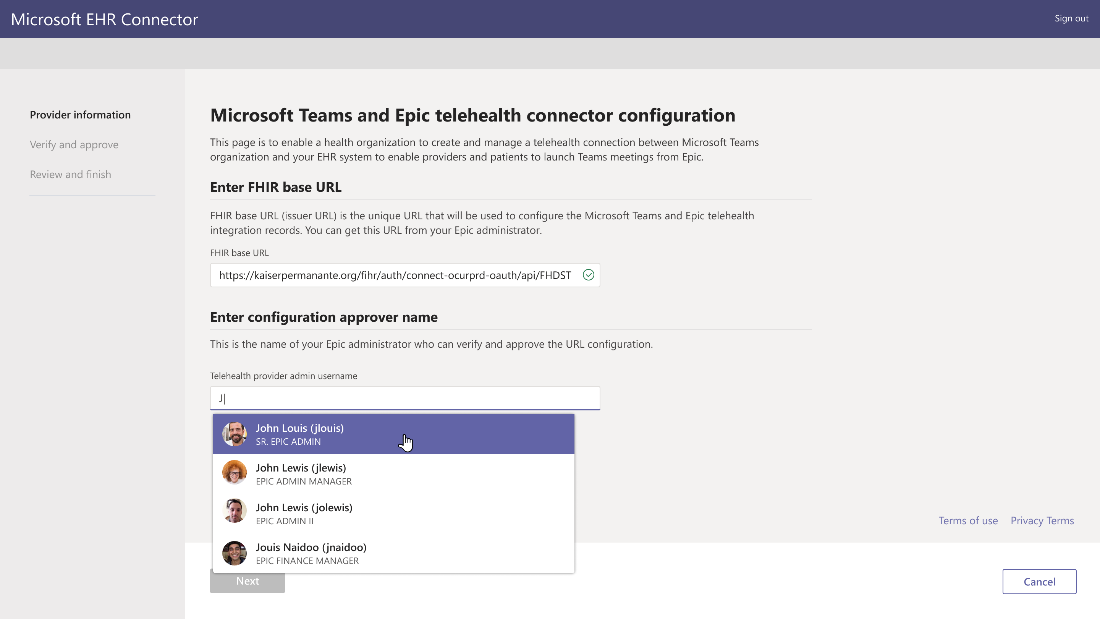 Microsoft EHR Connector
Sign out
Provider information
Verify and approve
Review and finish
Microsoft Teams and Epic telehealth connector configuration
This page is to enable a health organization to create and manage a telehealth connection between Microsoft Teams
organization and your EHR system to enable providers and patients to launch Teams meetings from Epic.
Enter FHIR base URL
FHIR base URL (issuer URL) is the unique URL that will be used to configure the Microsoft Teams and Epic telehealth
integration records. You can get this URL from your Epic administrator.
FHIR base URL
https://kaiserpermanante.org/fihr/auth/connect-ocurprd-oauth/api/FHDST
Enter configuration approver name
This is the name of your Epic administrator who can verify and approve the URL configuration.
Telehealth provider admin username
J
John Louis (jlouis)
SR. EPIC ADMIN
John Lewis (jlewis)
EPIC ADMIN MANAGER
John Lewis (jolewis)
EPIC ADMIN II
Jouis Naidoo (jnaidoo)
EPIC FINANCE MANAGER
Terms of use
Privacy Terms
Next
Cancel